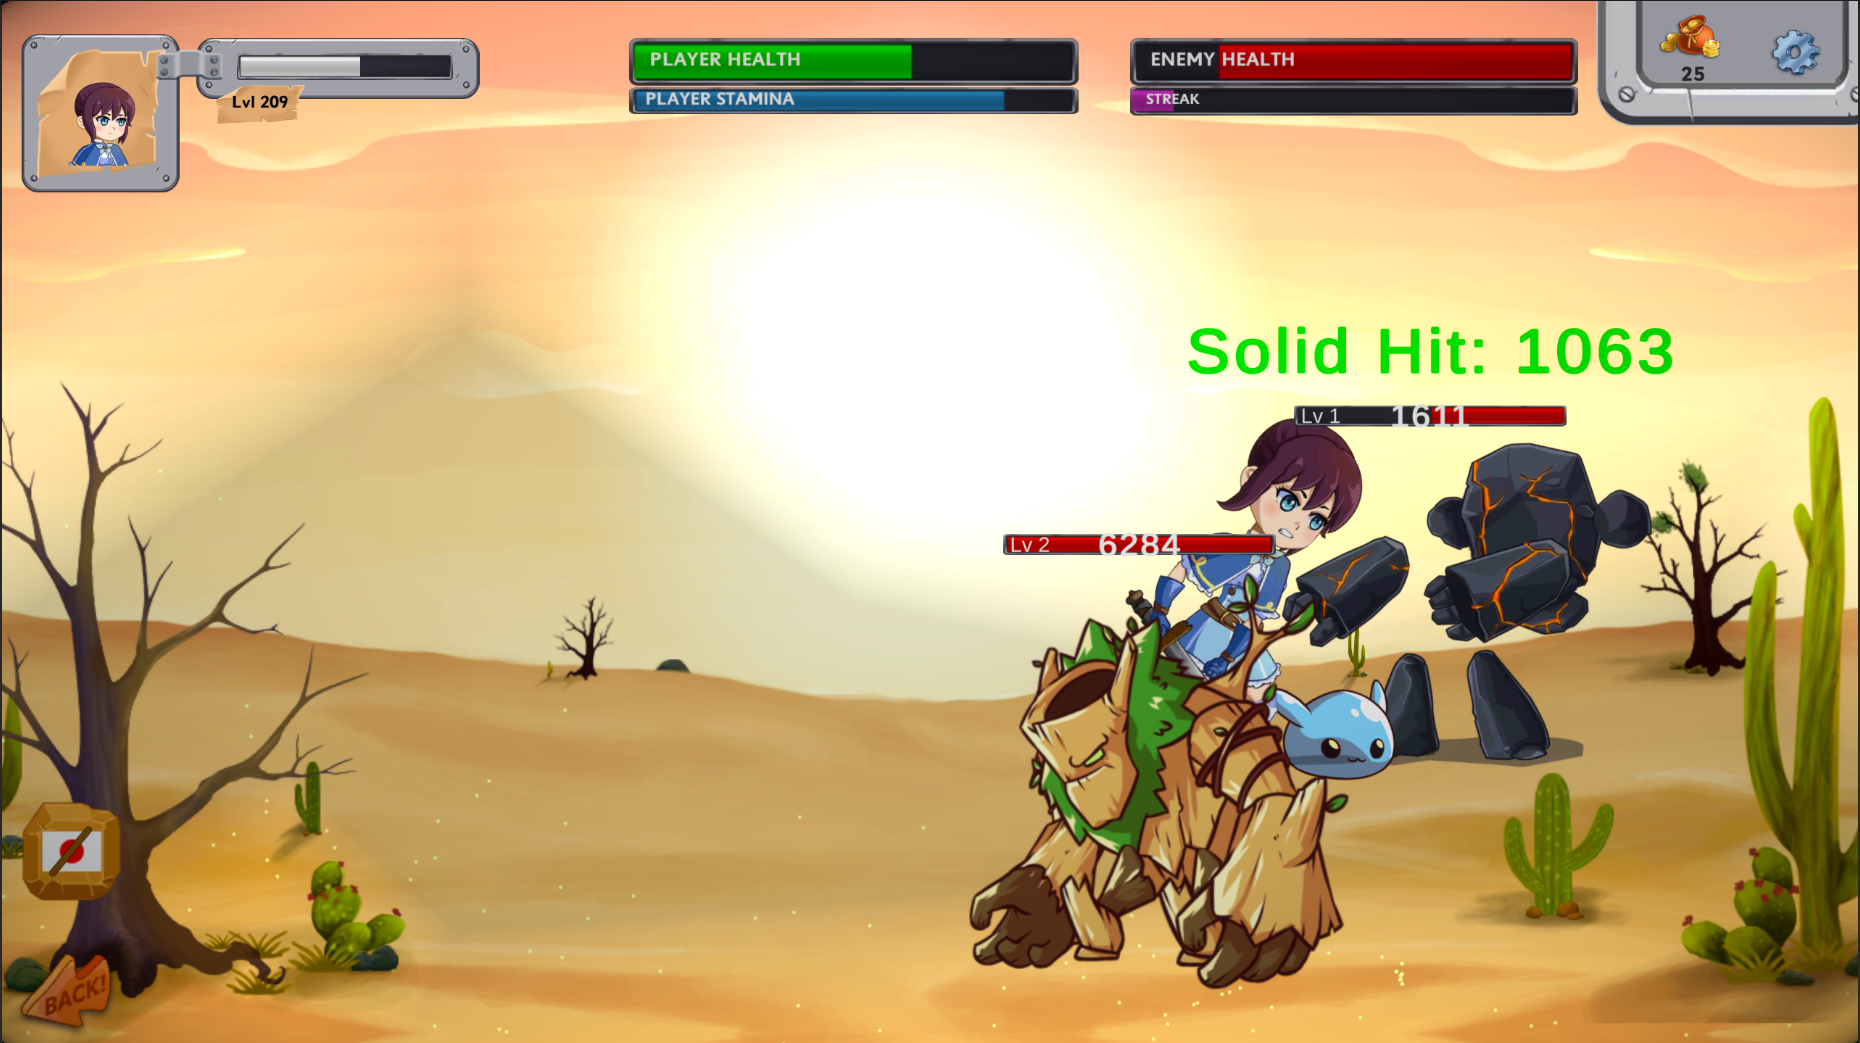 PLAYER HEALTH
ENEMY HEALTH
25
Lvl 209
PLAYER STAMINA
STREAK
Solid Hit: 1063
Lv 1
1611
Lv 2
6284
BACK!